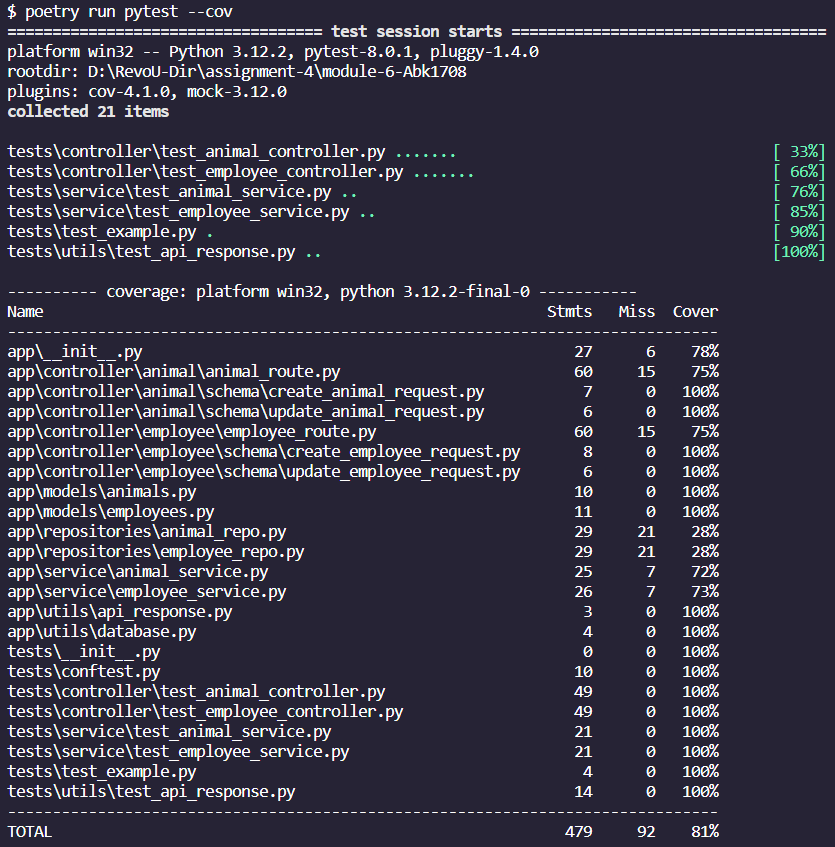 $ poetry run pytest --cov
=================================== test session starts ===================================
platform win32 -- Python 3.12.2, pytest-8.0.1, pluggy-1.4.0
rootdir: D:\RevoU-Dir\assignment-4\module-6-Abk1708
plugins: cov-4.1.0, mock-3.12.0
collected 21 items
tests\controller\test_animal_controller.py ....... [ 33%]
tests\controller\test_employee_controller.py ....... [ 66%]
tests\service\test_animal_service.py .. [ 76%]
tests\service\test_employee_service.py .. [ 85%]
tests\test_example.py . [ 90%]
tests\utils\test_api_response.py .. [100%]
---------- coverage: platform win32, python 3.12.2-final-0 -----------
Name Stmts Miss Cover
-------------------------------------------------------------------------------
app\__init__.py 27 6 78%
app\controller\animal\animal_route.py 60 15 75%
app\controller\animal\schema\create_animal_request.py 7 0 100%
app\controller\animal\schema\update_animal_request.py 6 0 100%
app\controller\employee\employee_route.py 60 15 75%
app\controller\employee\schema\create_employee_request.py 8 0 100%
app\controller\employee\schema\update_employee_request.py 6 0 100%
app\models\animals.py 10 0 100%
app\models\employees.py 11 0 100%
app\repositories\animal_repo.py 29 21 28%
app\repositories\employee_repo.py 29 21 28%
app\service\animal_service.py 25 7 72%
app\service\employee_service.py 26 7 73%
app\utils\api_response.py 3 0 100%
app\utils\database.py 4 0 100%
tests\__init__.py 0 0 100%
tests\conftest.py 10 0 100%
tests\controller\test_animal_controller.py 49 0 100%
tests\controller\test_employee_controller.py 49 0 100%
tests\service\test_animal_service.py 21 0 100%
tests\service\test_employee_service.py 21 0 100%
tests\test_example.py 4 0 100%
tests\utils\test_api_response.py 14 0 100%
-------------------------------------------------------------------------------
TOTAL 479 92 81%